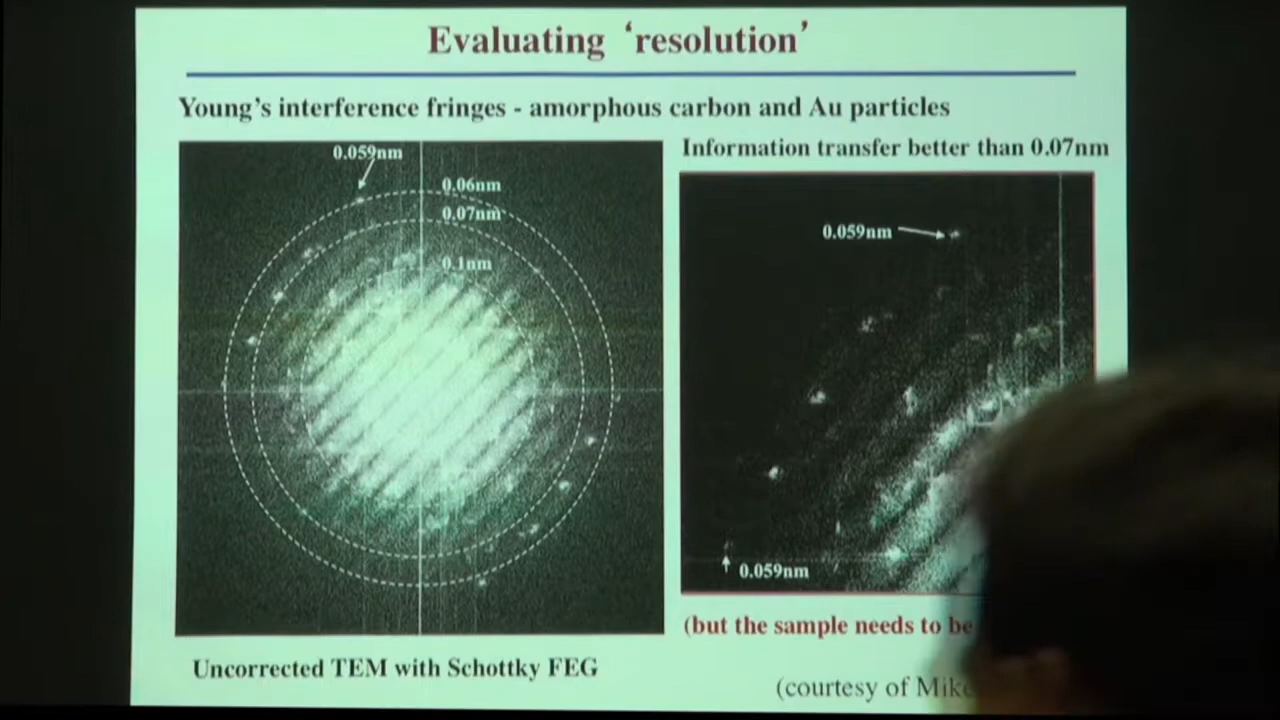 Evaluating ‘resolution’
Young’s interference fringes - amorphous carbon and Au particles
0.059nm
0.06nm
0.07nm
0.1nm
Uncorrected TEM with Schottky FEG
Information transfer better than 0.07nm
0.059nm
0.059nm
(but the sample needs to be
(courtesy of Mike